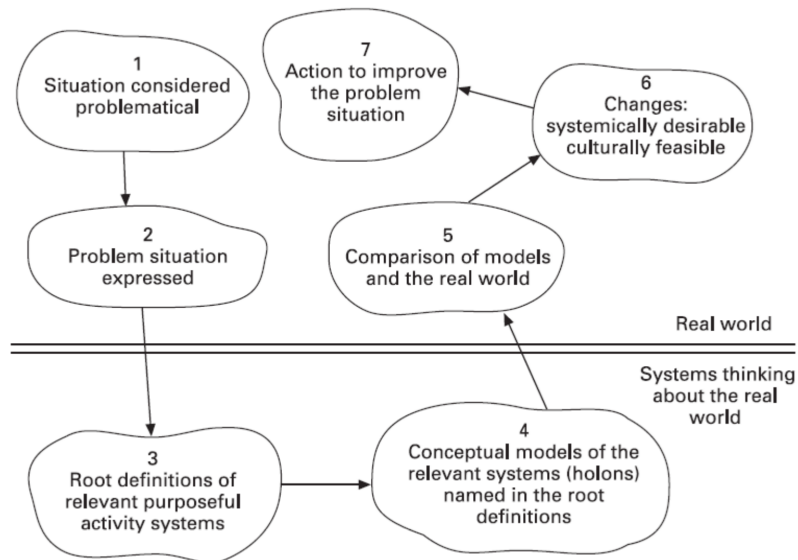 1
Situation considered
problematical
2
Problem situation
expressed
3
Root definitions of
relevant purposeful
activity systems
4
Conceptual models of the
relevant systems (holons)
named in the root
definitions
5
Comparison of models
and the real world
6
Changes:
systemically desirable
culturally feasible
7
Action to improve
the problem
situation
Real world
Systems thinking
about the real
world